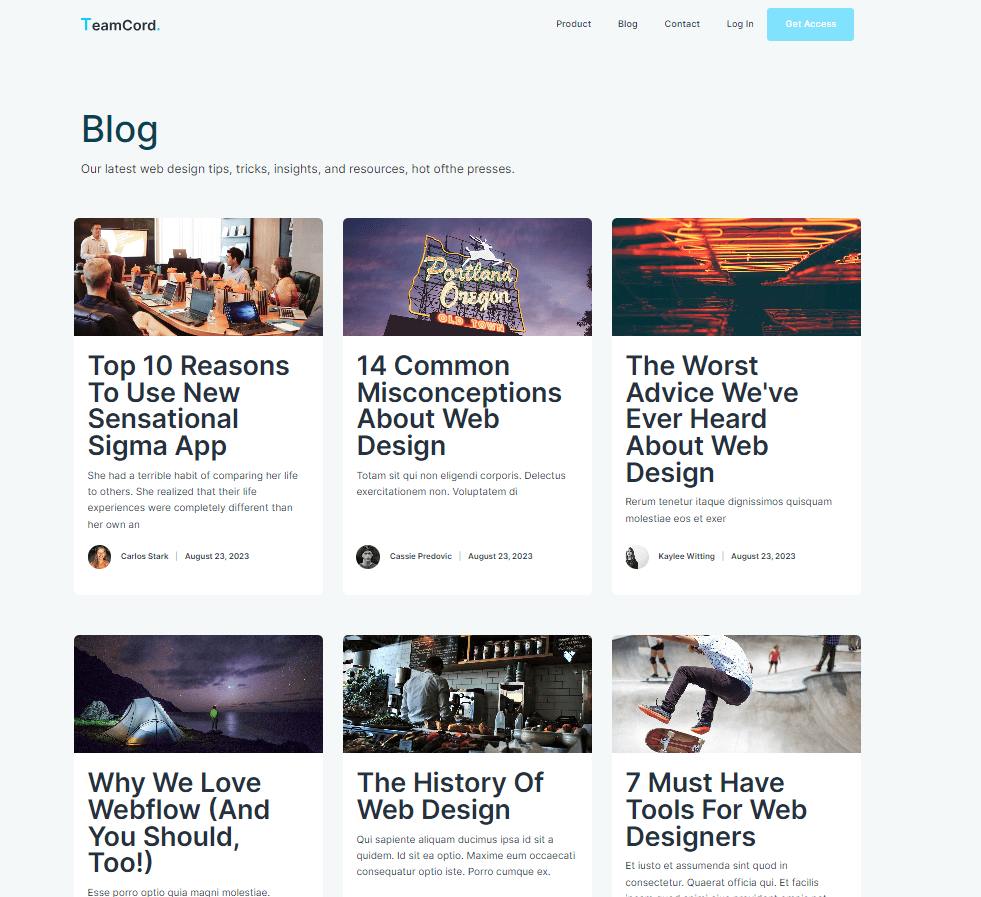 TeamCord.
Product Blog Contact Log In Get Access
Blog
Our latest web design tips, tricks, insights, and resources, hot ofthe presses.
Portland
Oregon
OLD TOWN
Top 10 Reasons
To Use New
Sensational
Sigma App
She had a terrible habit of comparing her life
to others. She realized that their life
experiences were completely different than
her own an
Carlos Stark | August 23, 2023
14 Common
Misconceptions
About Web
Design
Totam sit qui non eligendi corporis. Delectus
exercitationem non. Voluptatem di
Cassie Predovic | August 23, 2023
The Worst
Advice We've
Ever Heard
About Web
Design
Rerum tenetur itaque dignissimos quisquam
molestiae eos et exer
Kaylee Witting | August 23, 2023
Why We Love
Webflow (And
You Should,
Too!)
Esse porro optio quia magni molestiae.
The History Of
Web Design
Qui sapiente aliquam ducimus ipsa id sit a
quidem. Id sit ea optio. Maxime eum occaecati
consequatur optio iste. Porro cumque ex.
7 Must Have
Tools For Web
Designers
Et iusto et assumenda sint quod in
consectetur. Quaerat officia qui. Et facilis